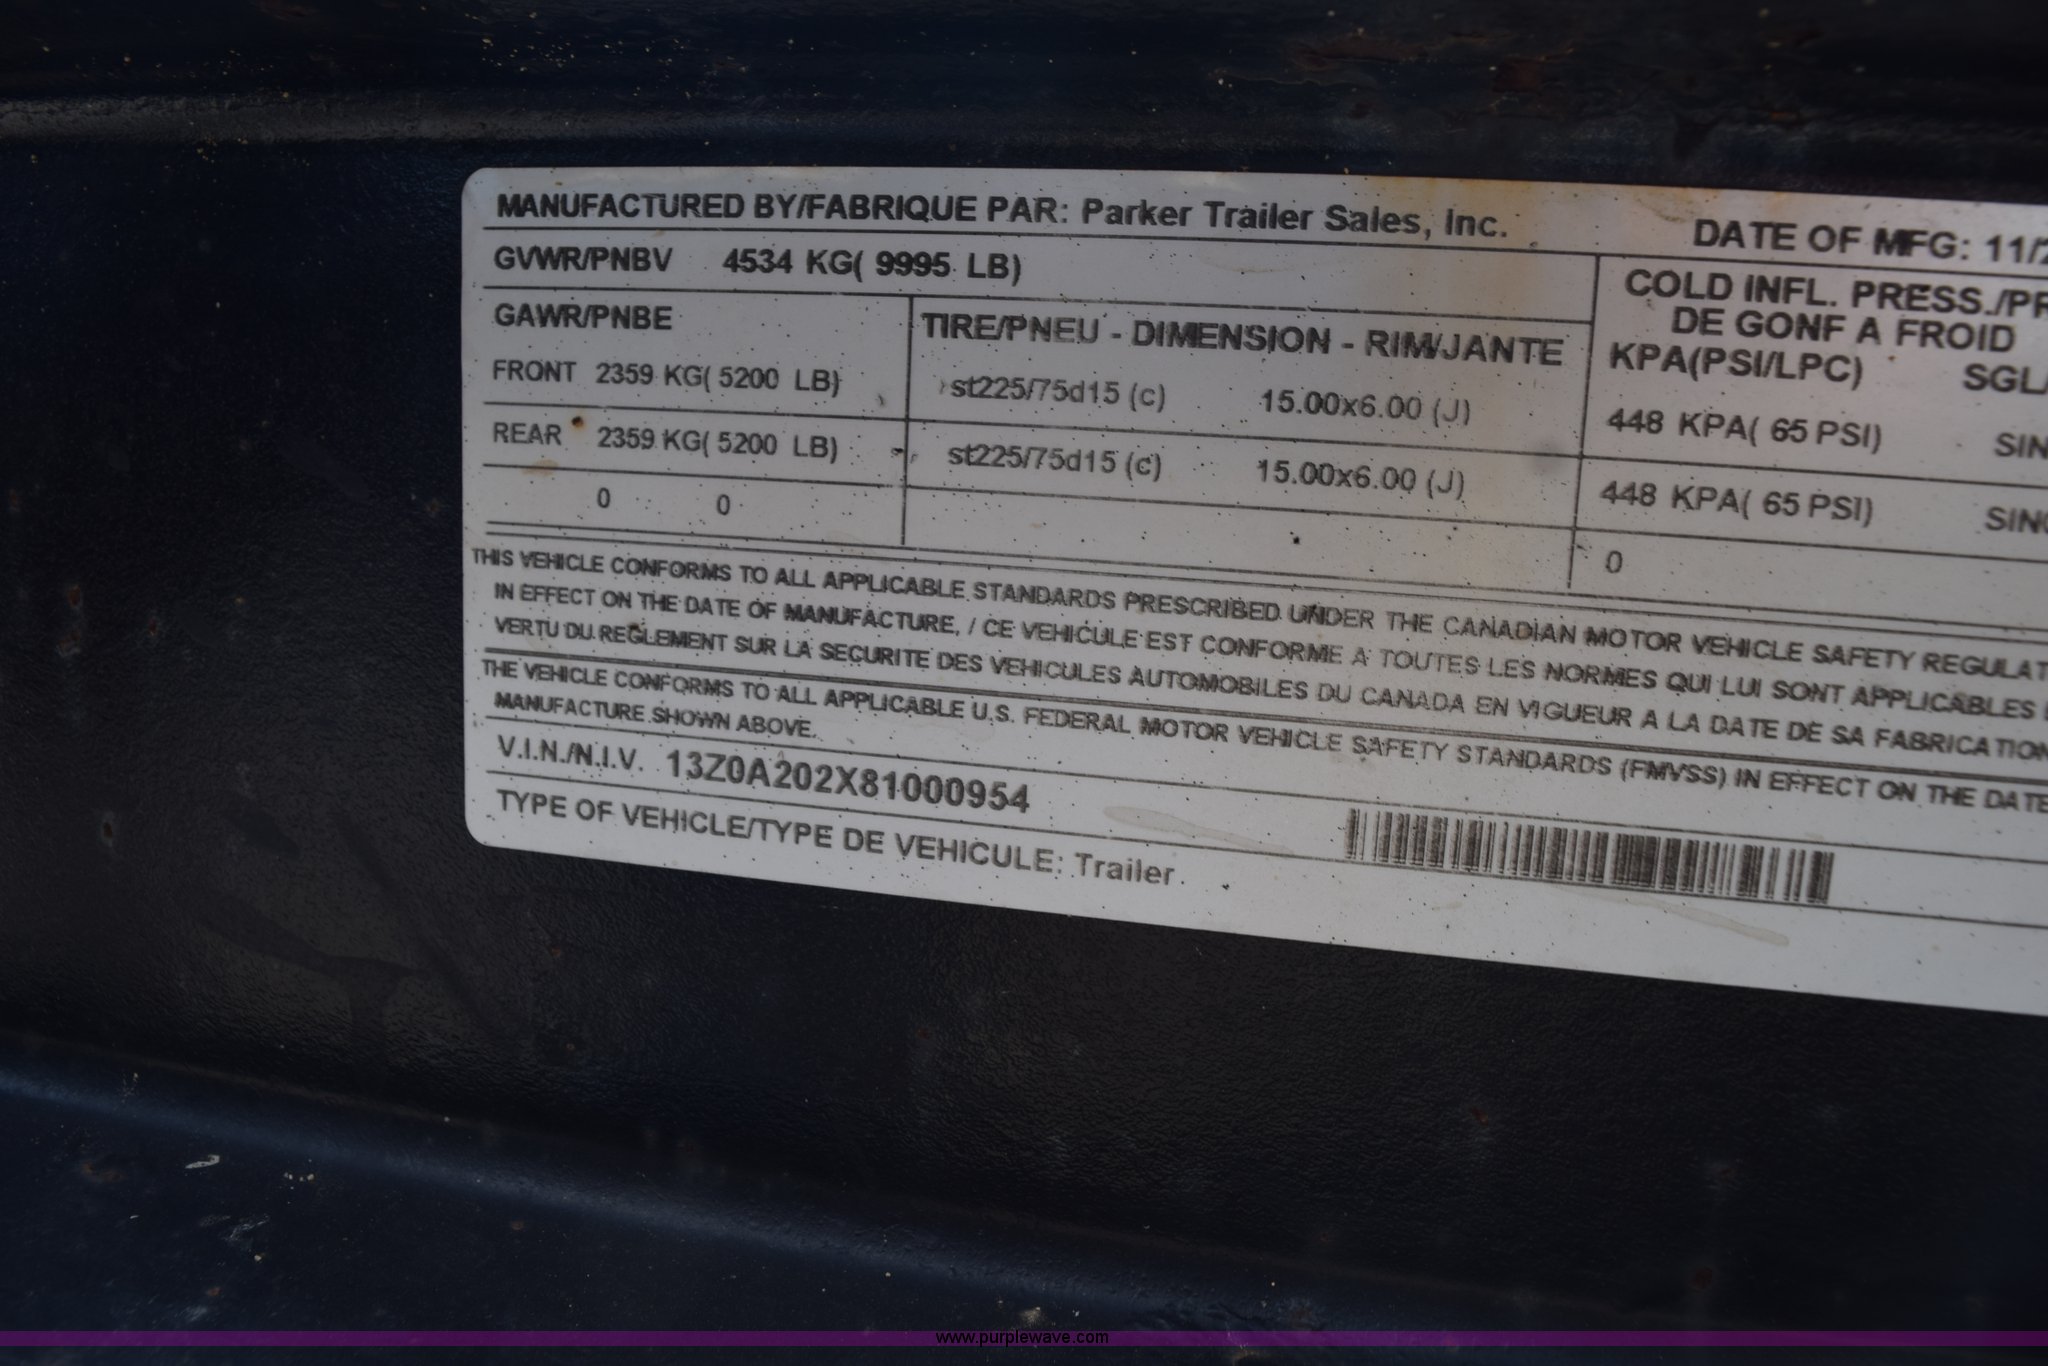 MANUFACTURED BY/FABRIQUE PAR: Parker Trailer Sales, Inc.
DATE OF MFG: 11/2
GVWR/PNBV 4534 KG( 9995 LB)
COLD INFL. PRESS./PR
DE GONF A FROID
GAWR/PNBE
TIRE/PNEU - DIMENSION - RIM/JANTE
KPA(PSI/LPC) SGL/
FRONT 2359 KG( 5200 LB)
st225/75d15 (c) 15.00x6.00 (J)
448 KPA( 65 PSI) SIN
REAR 2359 KG( 5200 LB)
st225/75d15 (c) 15.00x6.00 (J)
448 KPA( 65 PSI) SING
0 0
0
THIS VEHICLE CONFORMS TO ALL APPLICABLE STANDARDS PRESCRIBED UNDER THE CANADIAN MOTOR VEHICLE SAFETY REGULAT
IN EFFECT ON THE DATE OF MANUFACTURE, / CE VEHICULE EST CONFORME A TOUTES LES NORMES QUI LUI SONT APPLICABLES
VERTU DU REGLEMENT SUR LA SECURITE DES VEHICULES AUTOMOBILES DU CANADA EN VIGUEUR A LA DATE DE SA FABRICATION
THE VEHICLE CONFORMS TO ALL APPLICABLE U.S. FEDERAL MOTOR VEHICLE SAFETY STANDARDS (FMVSS) IN EFFECT ON THE DATE
MANUFACTURE SHOWN ABOVE.
V.I.N./N.I.V. 13Z0A202X81000954
TYPE OF VEHICLE/TYPE DE VEHICULE: Trailer
www.purplewave.com